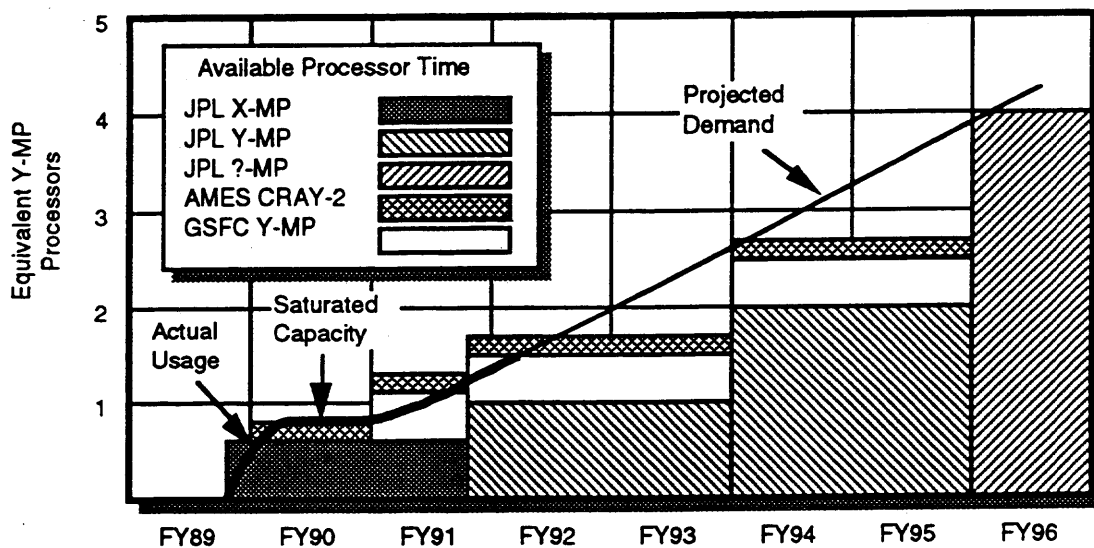 5
4
3
2
1
Equivalent Y-MP
Processors
Available Processor Time
JPL X-MP
JPL Y-MP
JPL ?-MP
AMES CRAY-2
GSFC Y-MP
Projected
Demand
Saturated
Capacity
Actual
Usage
FY89
FY90
FY91
FY92
FY93
FY94
FY95
FY96